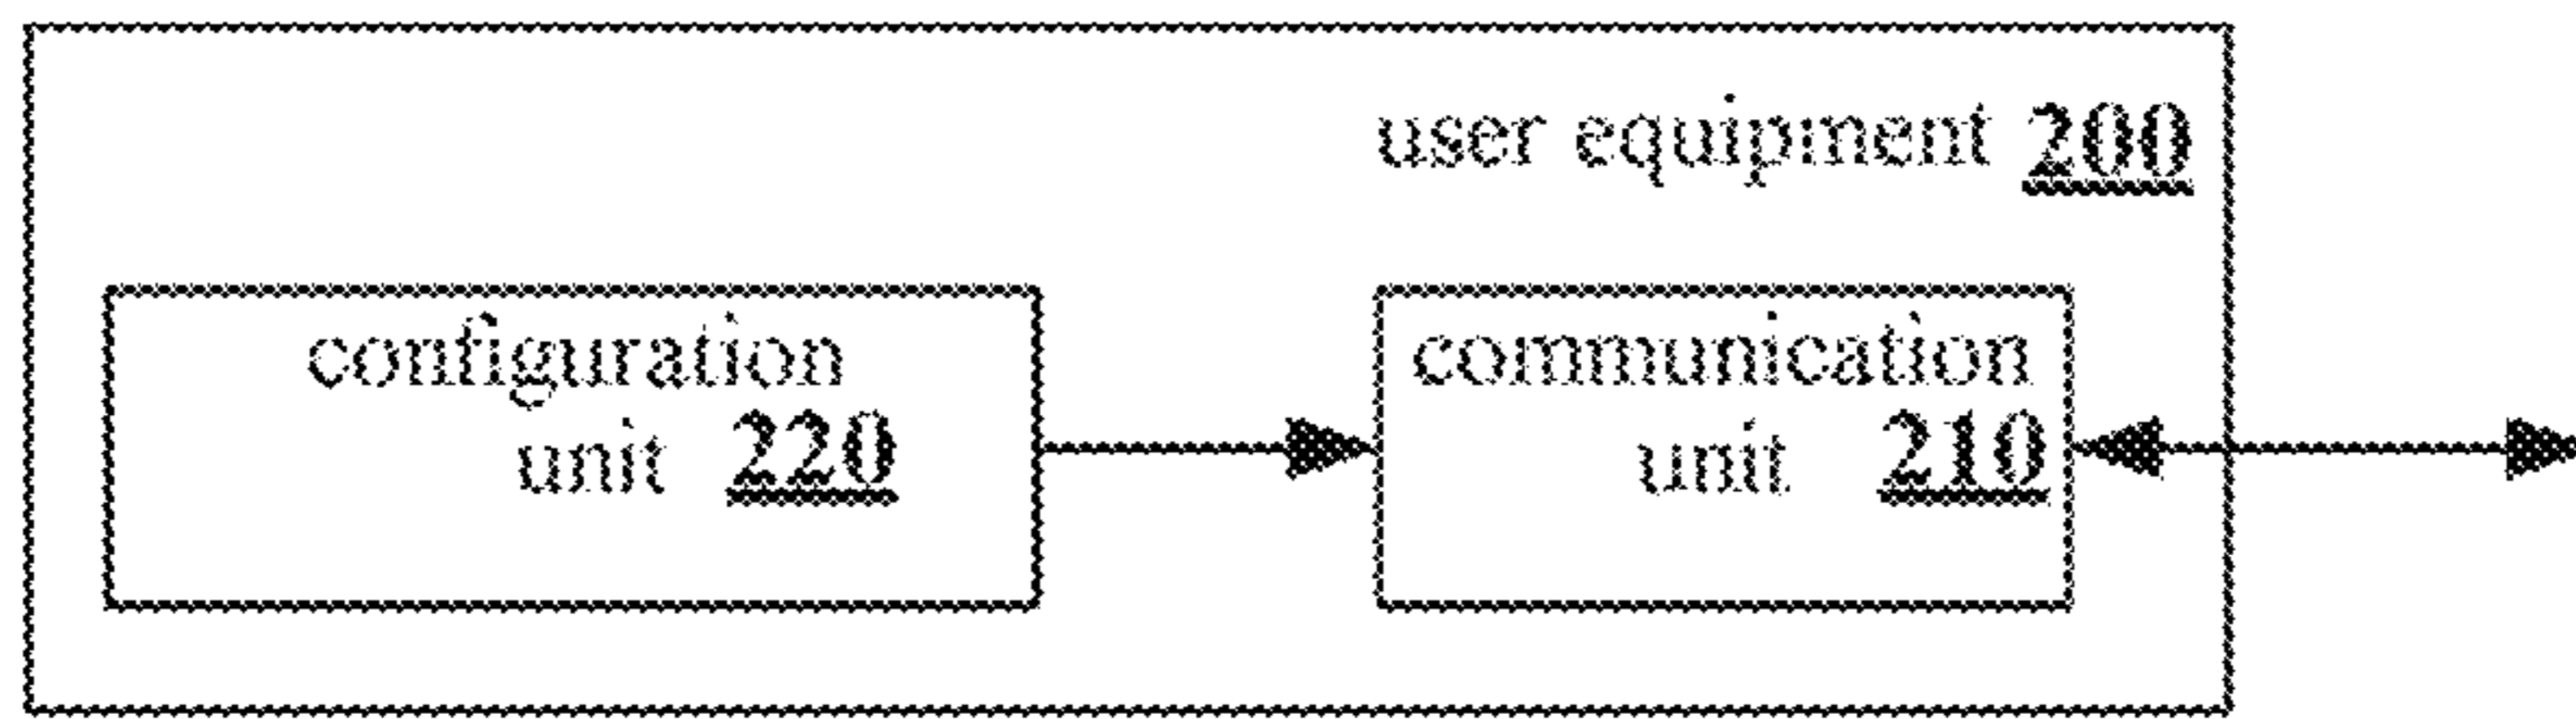 user equipment 200
configuration
unit 220
communication
unit 210